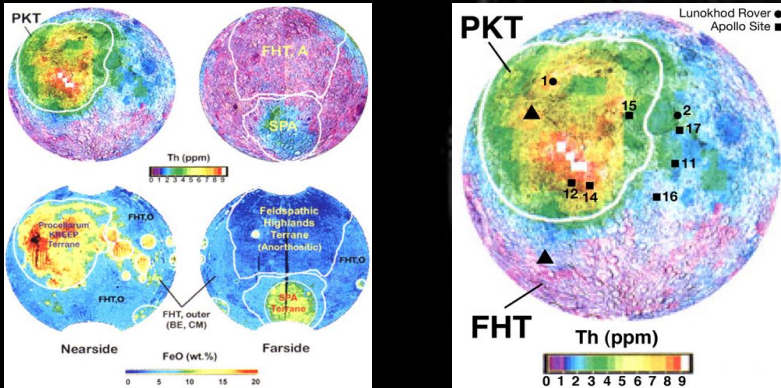 PKT
FHT, A
SPA
Th (ppm)
0 1 2 3 4 5 6 7 8 9
Procellarum
KREEP
Terrane
FHT,O
FHT,O
Feldspathic
Highlands
Terrane
(Anorthositic)
FHT,O
SPA
Terrane
FHT, outer
(BE, CM)
Nearside
Farside
FeO (wt.%)
0 5 10 15 20
Lunokhod Rover
Apollo Site
PKT
1
15
2
17
11
12
14
16
FHT
Th (ppm)
0 1 2 3 4 5 6 7 8 9